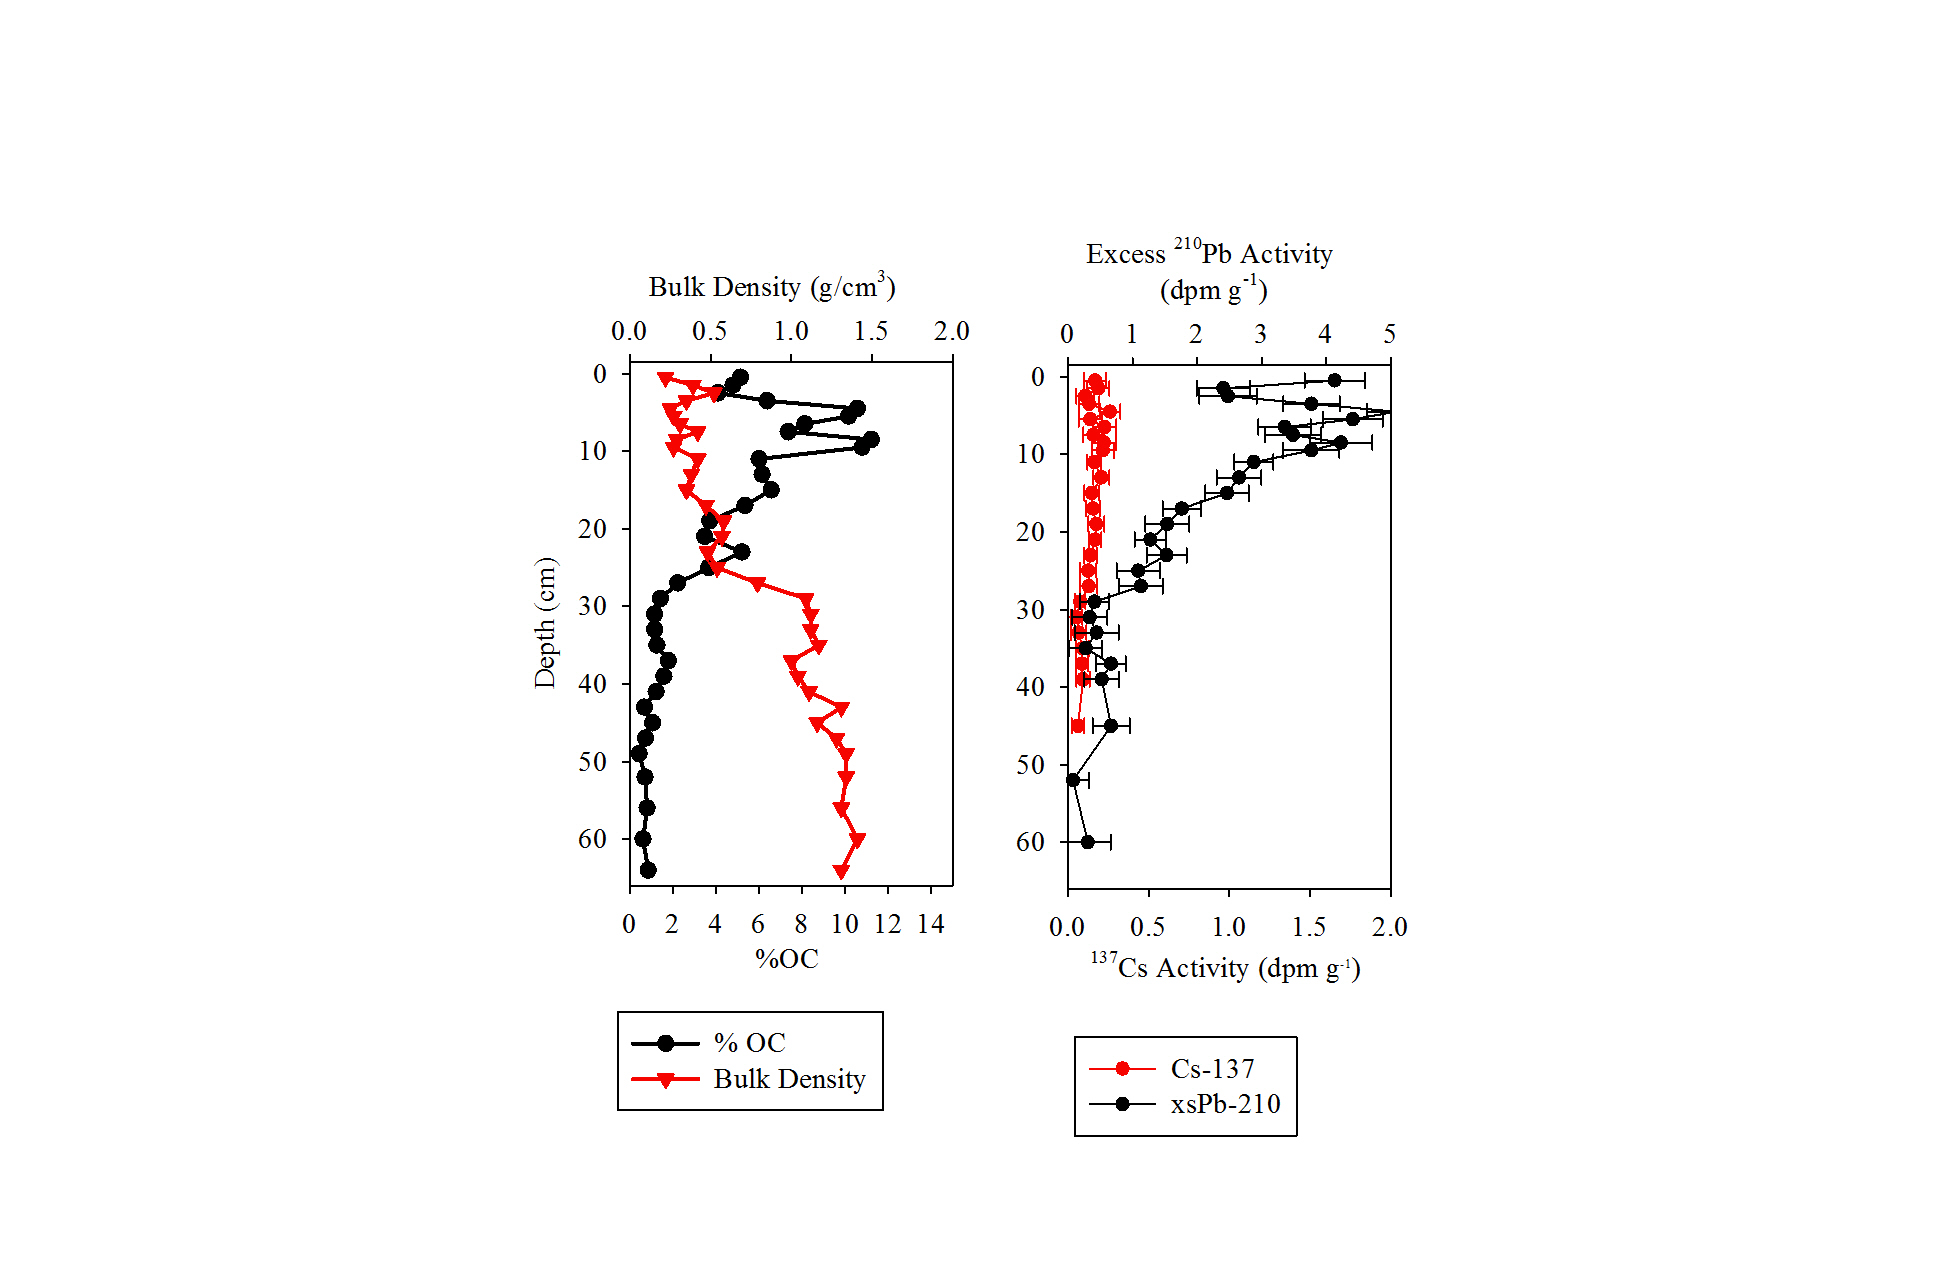 Bulk Density (g/cm³)
0.0 0.5 1.0 1.5 2.0
0
10
20
30
40
50
60
Depth (cm)
0 2 4 6 8 10 12 14
%OC
% OC
Bulk Density
Excess ²¹⁰Pb Activity
(dpm g⁻¹)
0 1 2 3 4 5
0
10
20
30
40
50
60
0.0 0.5 1.0 1.5 2.0
¹³⁷Cs Activity (dpm g⁻¹)
Cs-137
xsPb-210